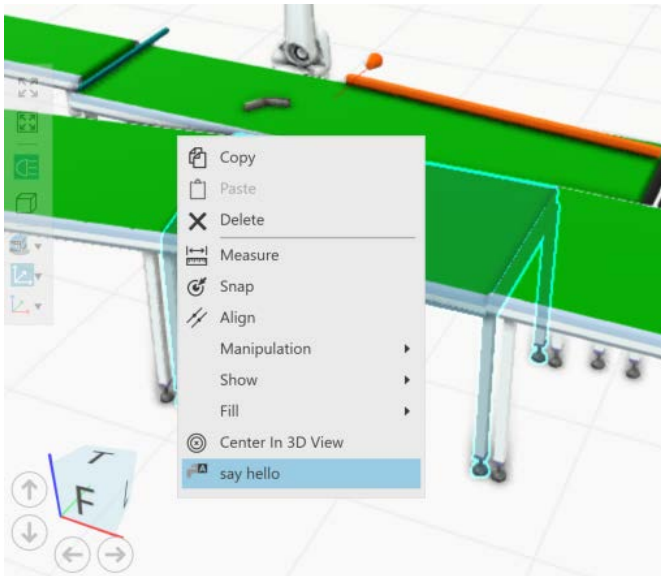 Copy
Paste
Delete
Measure
Snap
Align
Manipulation
Show
Fill
Center In 3D View
say hello
T
F